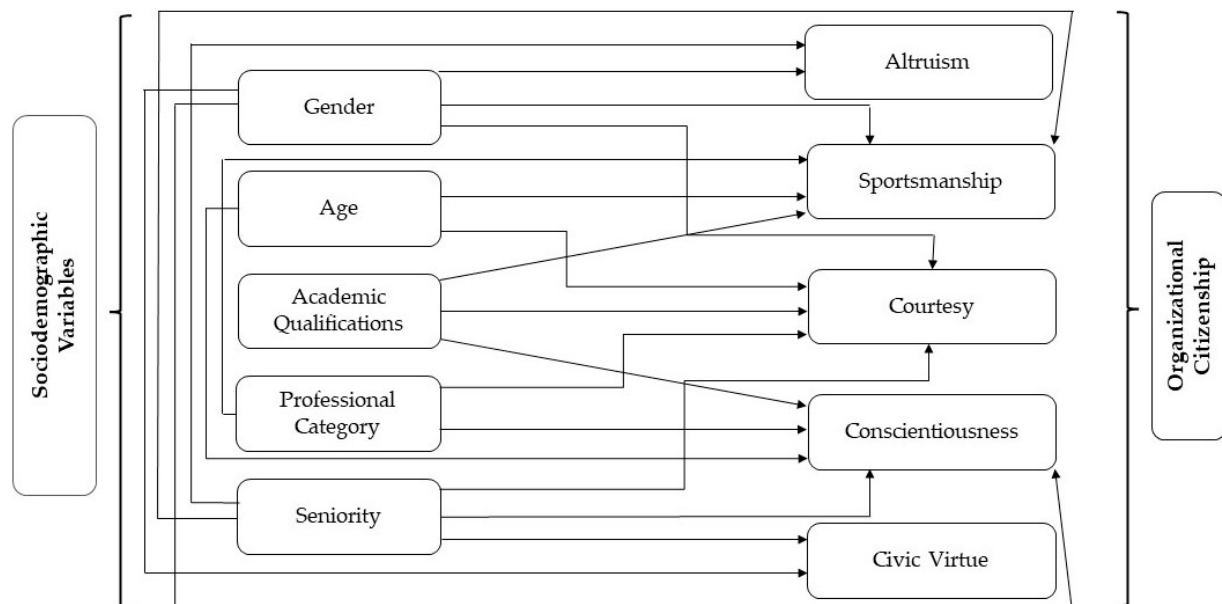 Sociodemographic
Variables
Gender
Age
Academic
Qualifications
Professional
Category
Seniority
Altruism
Sportsmanship
Courtesy
Conscientiousness
Civic Virtue
Organizational
Citizenship